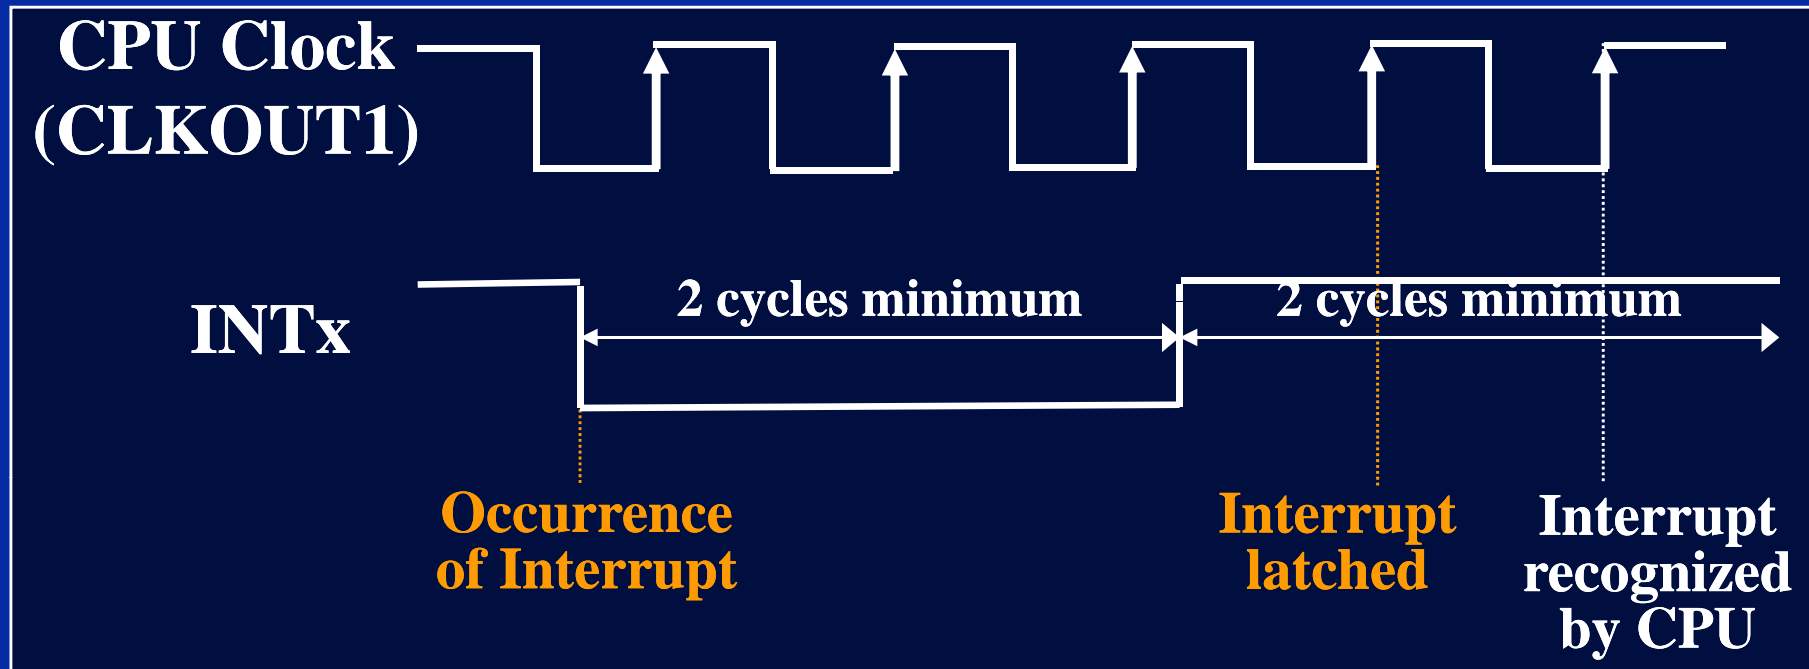 CPU Clock
(CLKOUT1)
INTx
2 cycles minimum
2 cycles minimum
Occurrence
of Interrupt
Interrupt
latched
Interrupt
recognized
by CPU